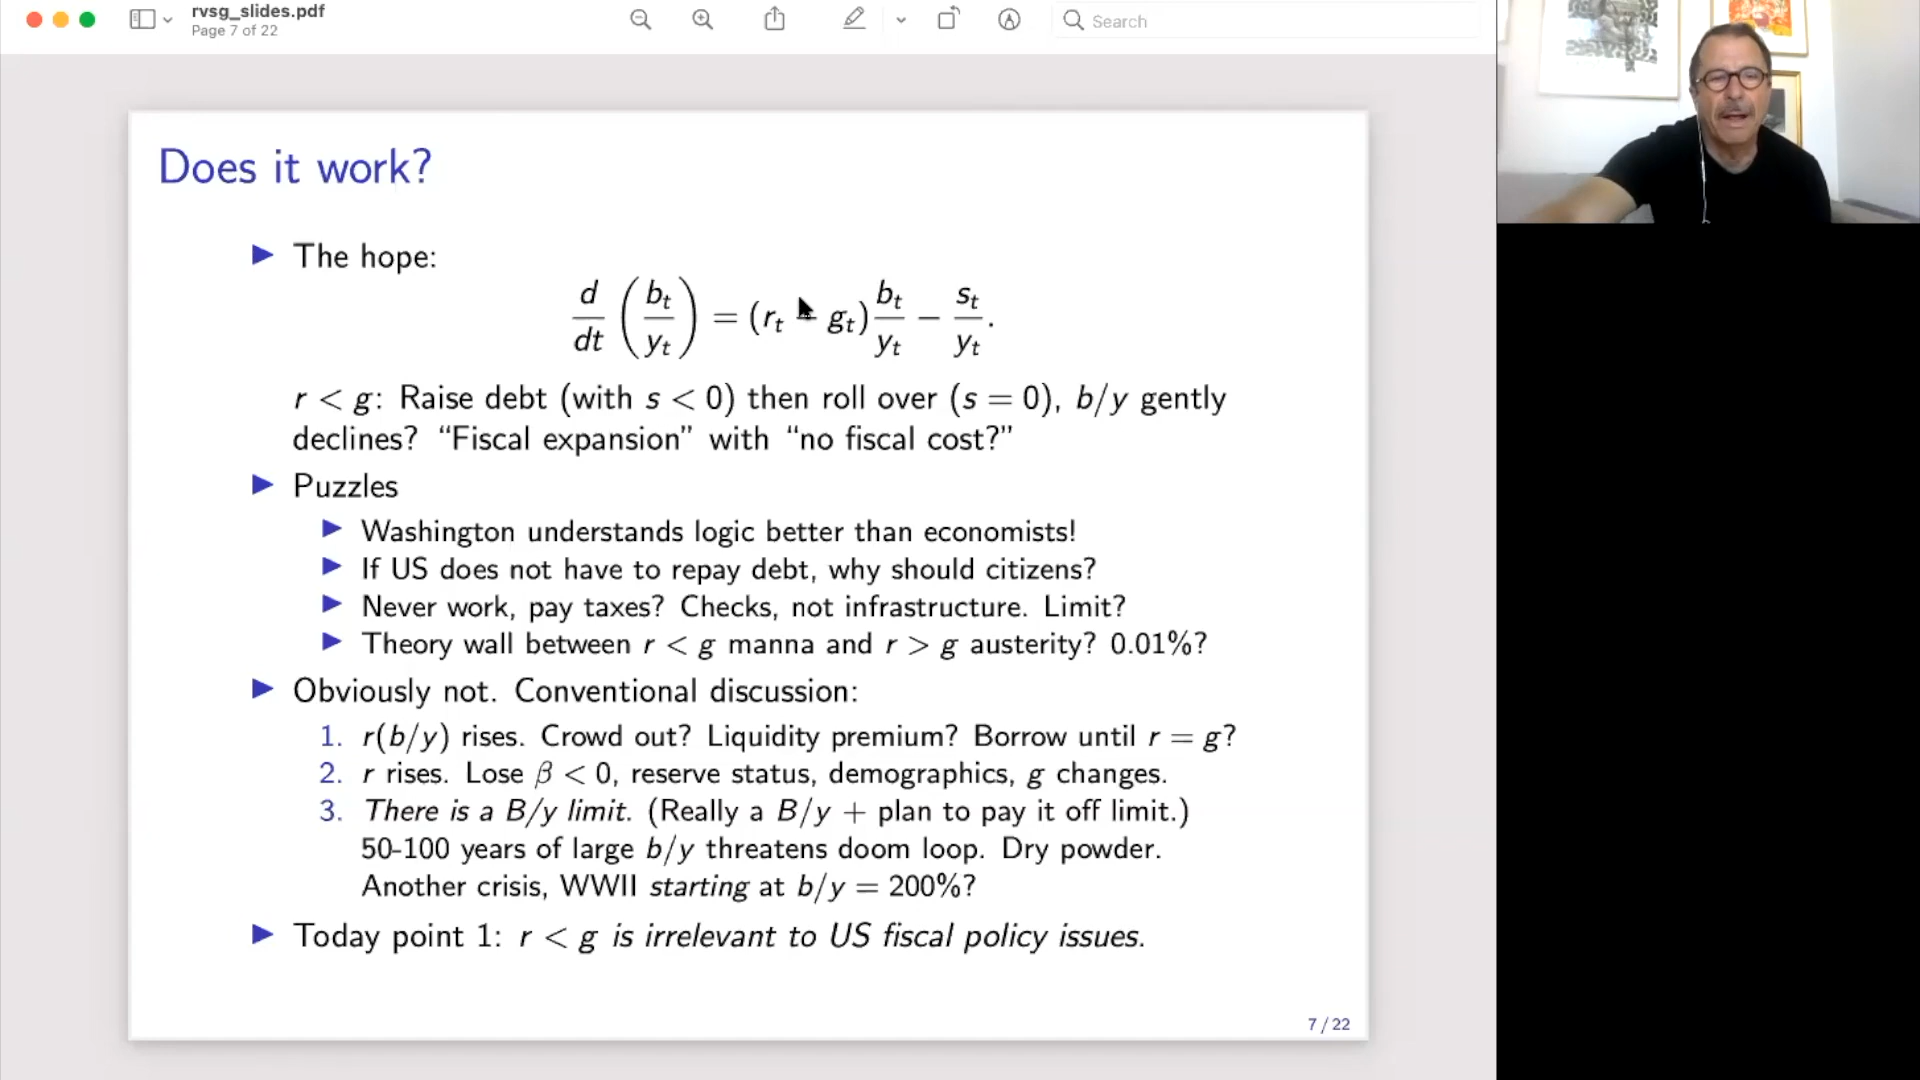 rvsg_slides.pdf
Page 7 of 22
Search
Does it work?
▶ The hope:
d/dt (b_t/y_t) = (r_t − g_t) b_t/y_t − s_t/y_t.
r < g: Raise debt (with s < 0) then roll over (s = 0), b/y gently
declines? “Fiscal expansion” with “no fiscal cost?”
▶ Puzzles
▶ Washington understands logic better than economists!
▶ If US does not have to repay debt, why should citizens?
▶ Never work, pay taxes? Checks, not infrastructure. Limit?
▶ Theory wall between r < g manna and r > g austerity? 0.01%?
▶ Obviously not. Conventional discussion:
1. r(b/y) rises. Crowd out? Liquidity premium? Borrow until r = g?
2. r rises. Lose β < 0, reserve status, demographics, g changes.
3. There is a B/y limit. (Really a B/y + plan to pay it off limit.)
50-100 years of large b/y threatens doom loop. Dry powder.
Another crisis, WWII starting at b/y = 200%?
▶ Today point 1: r < g is irrelevant to US fiscal policy issues.
7 / 22